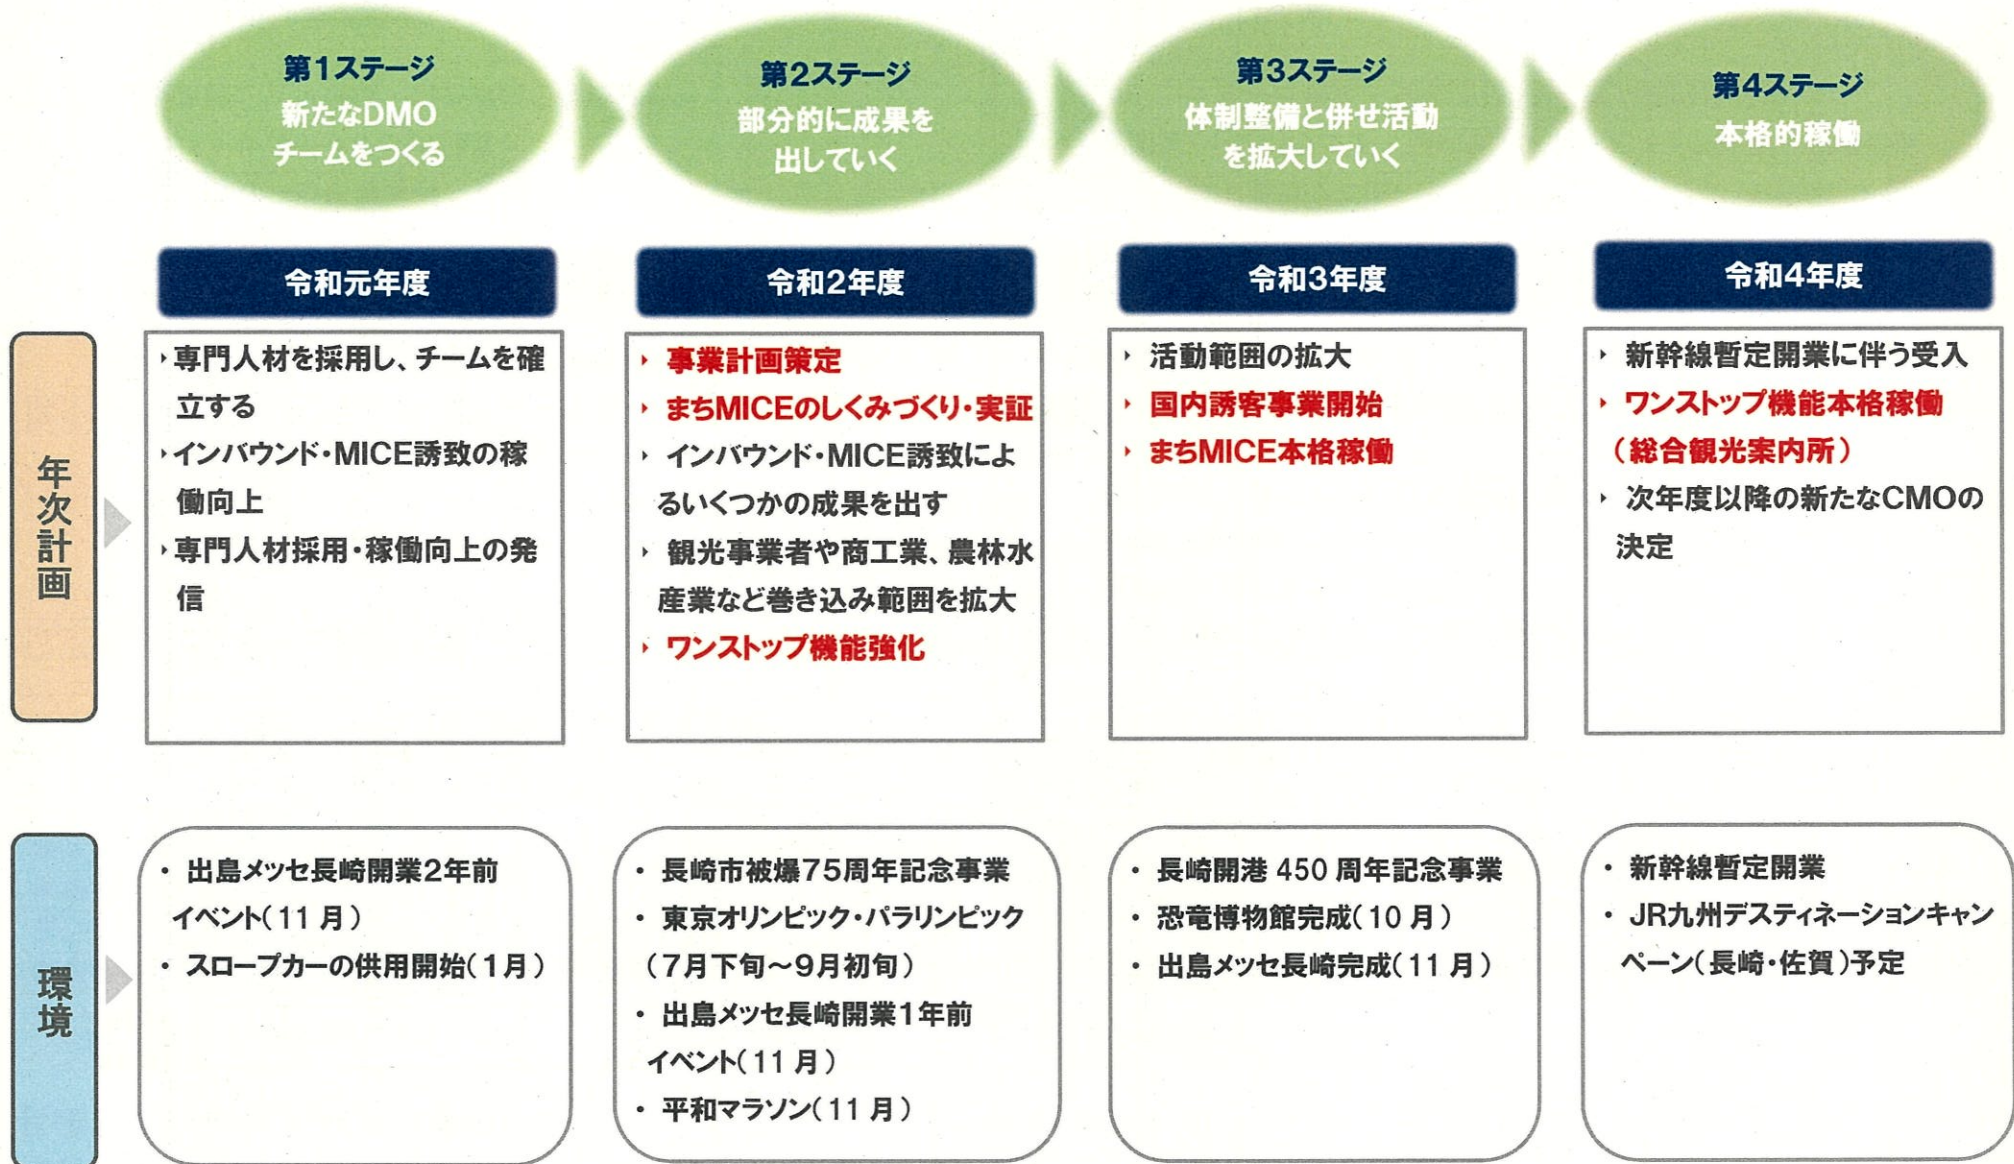 第1ステージ
新たなDMO
チームをつくる
第2ステージ
部分的に成果を
出していく
第3ステージ
体制整備と併せ活動
を拡大していく
第4ステージ
本格的稼働
令和元年度
令和2年度
令和3年度
令和4年度
年次計画
‣専門人材を採用し、チームを確
立する
‣インバウンド・MICE誘致の稼
働向上
‣専門人材採用・稼働向上の発
信
‣ 事業計画策定
‣ まちMICEのしくみづくり・実証
‣ インバウンド・MICE誘致によ
るいくつかの成果を出す
‣ 観光事業者や商工業、農林水
産業など巻き込み範囲を拡大
‣ ワンストップ機能強化
‣ 活動範囲の拡大
‣ 国内誘客事業開始
‣ まちMICE本格稼働
‣ 新幹線暫定開業に伴う受入
‣ ワンストップ機能本格稼働
（総合観光案内所）
‣ 次年度以降の新たなCMOの
決定
環境
・ 出島メッセ長崎開業2年前
イベント（11月）
・ スロープカーの供用開始（1月）
・ 長崎市被爆75周年記念事業
・ 東京オリンピック・パラリンピック
（7月下旬～9月初旬）
・ 出島メッセ長崎開業1年前
イベント（11月）
・ 平和マラソン（11月）
・ 長崎開港 450 周年記念事業
・ 恐竜博物館完成（10月）
・ 出島メッセ長崎完成（11月）
・ 新幹線暫定開業
・ JR九州デスティネーションキャン
ペーン（長崎・佐賀）予定